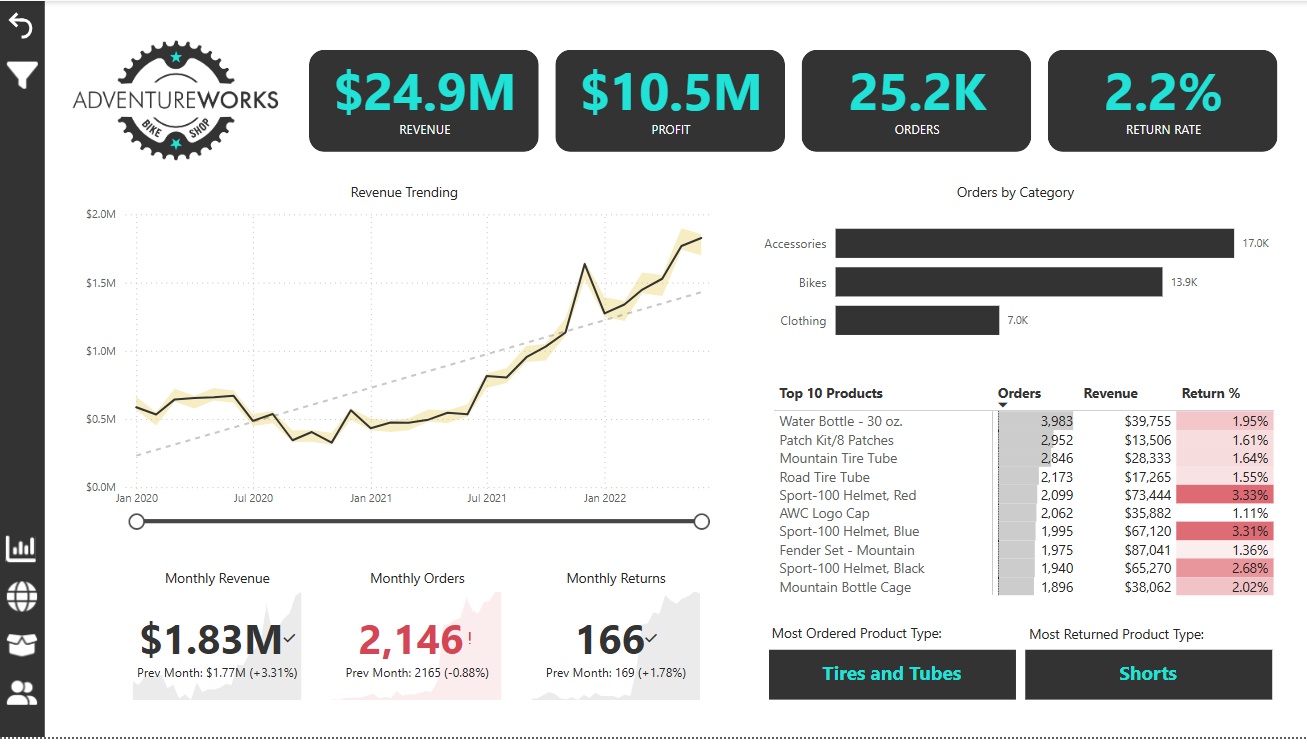 ADVENTUREWORKS
BIKE SHOP
$24.9M
REVENUE
$10.5M
PROFIT
25.2K
ORDERS
2.2%
RETURN RATE
Revenue Trending
$2.0M
$1.5M
$1.0M
$0.5M
$0.0M
Jan 2020 Jul 2020 Jan 2021 Jul 2021 Jan 2022
Orders by Category
Accessories 17.0K
Bikes 13.9K
Clothing 7.0K
Top 10 Products Orders Revenue Return %
Water Bottle - 30 oz. 3,983 $39,755 1.95%
Patch Kit/8 Patches 2,952 $13,506 1.61%
Mountain Tire Tube 2,846 $28,333 1.64%
Road Tire Tube 2,173 $17,265 1.55%
Sport-100 Helmet, Red 2,099 $73,444 3.33%
AWC Logo Cap 2,062 $35,882 1.11%
Sport-100 Helmet, Blue 1,995 $67,120 3.31%
Fender Set - Mountain 1,975 $87,041 1.36%
Sport-100 Helmet, Black 1,940 $65,270 2.68%
Mountain Bottle Cage 1,896 $38,062 2.02%
Monthly Revenue
$1.83M
Prev Month: $1.77M (+3.31%)
Monthly Orders
2,146!
Prev Month: 2165 (-0.88%)
Monthly Returns
166
Prev Month: 169 (+1.78%)
Most Ordered Product Type:
Tires and Tubes
Most Returned Product Type:
Shorts